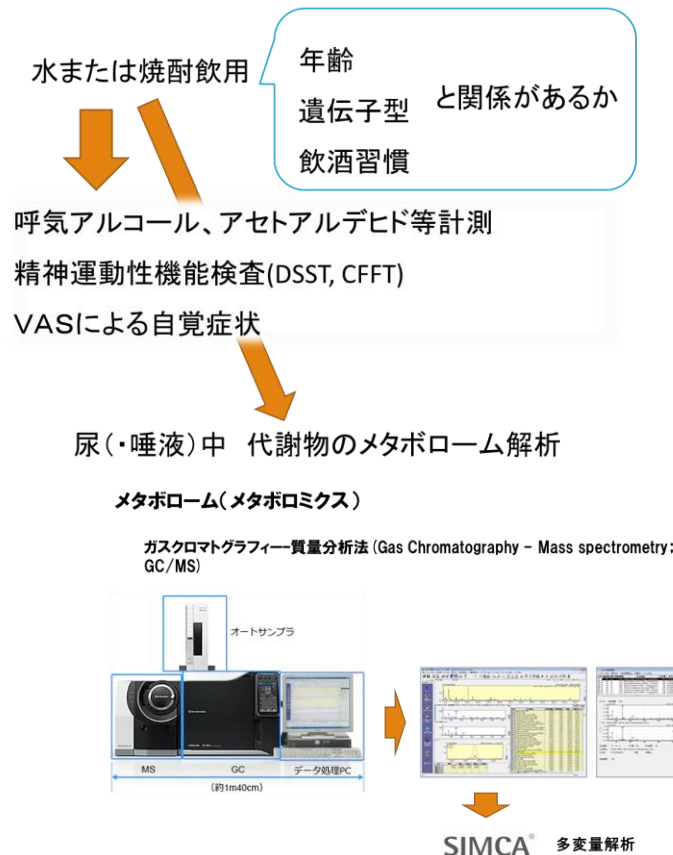 水または焼酎飲用
年齢
遺伝子型
と関係があるか
飲酒習慣
呼気アルコール、アセトアルデヒド等計測
精神運動性機能検査(DSST, CFFT)
VASによる自覚症状
尿(・唾液)中 代謝物のメタボローム解析
メタボローム(メタボロミクス)
ガスクロマトグラフィー―質量分析法 (Gas Chromatography – Mass spectrometry:
GC/MS)
オートサンプラ
MS
GC
データ処理PC
(約1m40cm)
SIMCA® 多変量解析